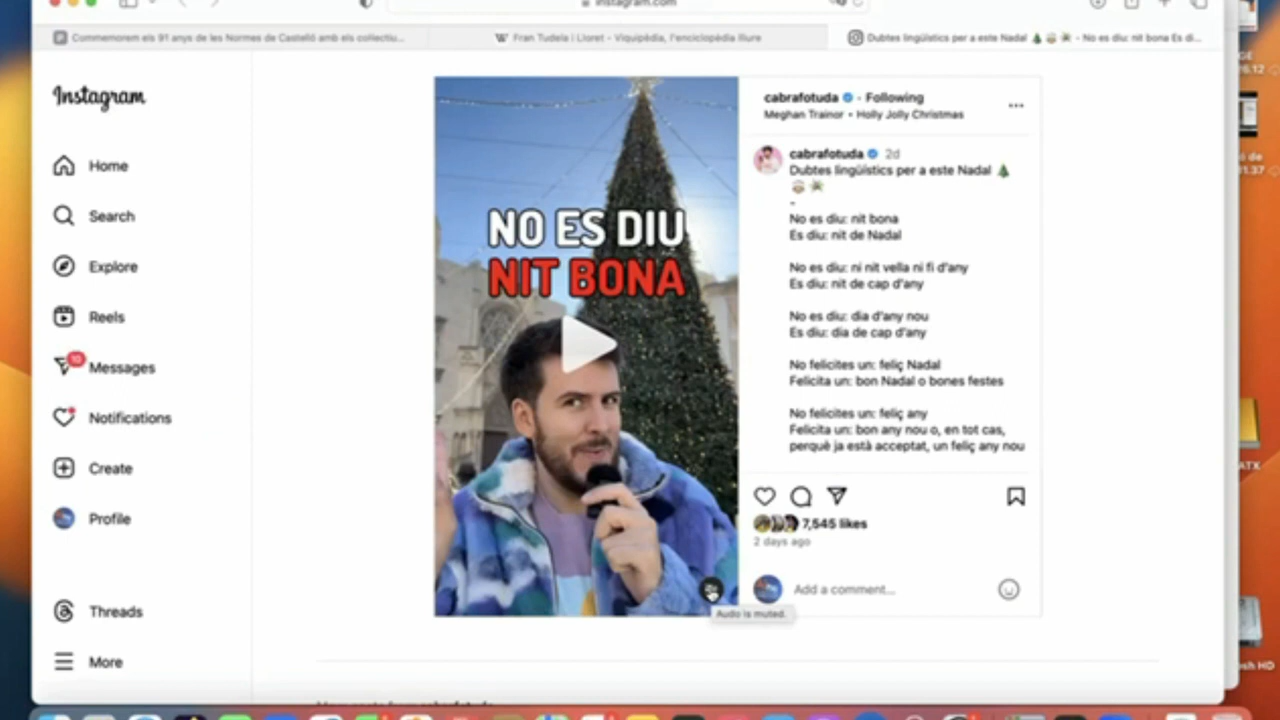 instagram.com
Commemorem els 91 anys de les Normes de Castelló amb els collectiu...
Fran Tudela i Lloret - Viquipèdia, l'enciclopèdia lliure
Dubtes lingüístics per a este Nadal 🎄 🎅🏼 🎇 - No es diu: nit bona Es di...
Instagram
Home
Search
Explore
Reels
10
Messages
Notifications
Create
Profile
Threads
More
NO ES DIU
NIT BONA
Audo is muted.
cabrafotuda • Following
Meghan Trainor • Holly Jolly Christmas
cabrafotuda 2d
Dubtes lingüístics per a este Nadal 🎄
-
No es diu: nit bona
Es diu: nit de Nadal
No es diu: ni nit vella ni fi d'any
Es diu: nit de cap d'any
No es diu: dia d'any nou
Es diu: dia de cap d'any
No felicites un: feliç Nadal
Felicita un: bon Nadal o bones festes
No felicites un: feliç any
Felicita un: bon any nou o, en tot cas,
perquè ja està acceptat, un feliç any nou
7,545 likes
2 days ago
Add a comment...